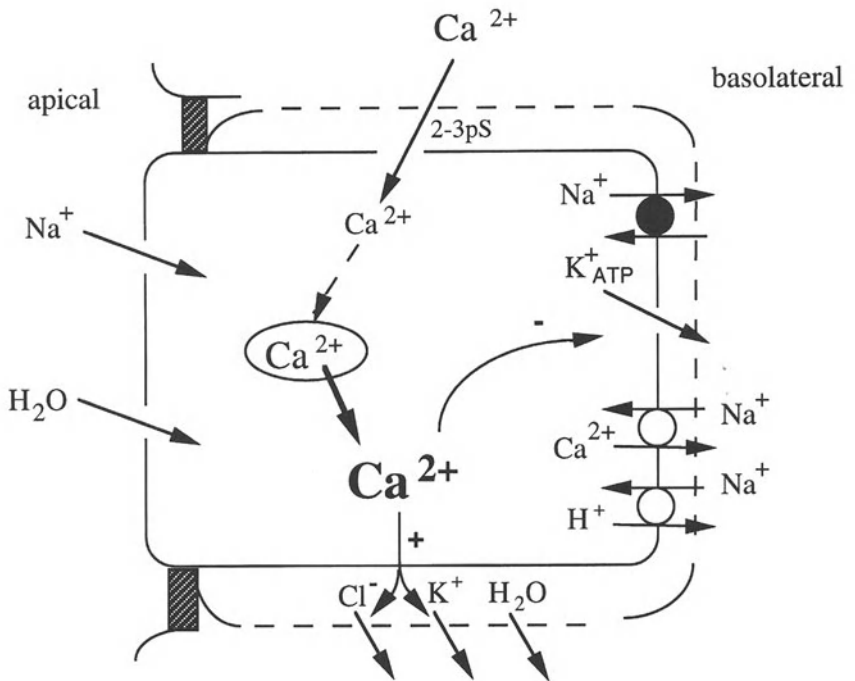 Ca 2+
apical
basolateral
2-3pS
Na+
Ca 2+
Na+
K+ATP
-
Ca 2+
H2O
Na+
Ca2+
Ca 2+
Na+
H+
+
Cl- K+ H2O